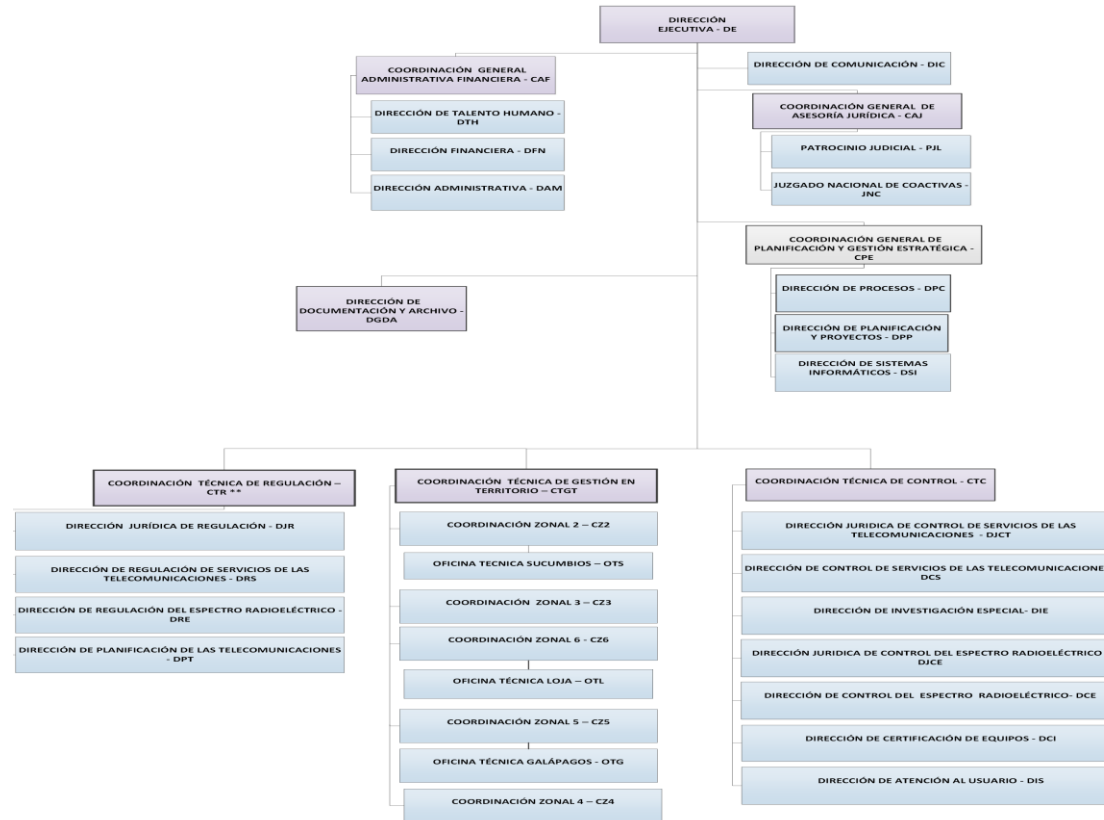 DIRECCIÓN
EJECUTIVA - DE
COORDINACIÓN GENERAL
ADMINISTRATIVA FINANCIERA - CAF
DIRECCIÓN DE TALENTO HUMANO -
DTH
DIRECCIÓN FINANCIERA - DFN
DIRECCIÓN ADMINISTRATIVA - DAM
DIRECCIÓN DE COMUNICACIÓN - DIC
COORDINACIÓN GENERAL DE
ASESORÍA JURÍDICA - CAJ
PATROCINIO JUDICIAL - PJL
JUZGADO NACIONAL DE COACTIVAS -
JNC
COORDINACIÓN GENERAL DE
PLANIFICACIÓN Y GESTIÓN ESTRATÉGICA -
CPE
DIRECCIÓN DE PROCESOS - DPC
DIRECCIÓN DE PLANIFICACIÓN
Y PROYECTOS - DPP
DIRECCIÓN DE SISTEMAS
INFORMÁTICOS - DSI
DIRECCIÓN DE
DOCUMENTACIÓN Y ARCHIVO -
DGDA
COORDINACIÓN TÉCNICA DE REGULACIÓN –
CTR **
DIRECCIÓN JURÍDICA DE REGULACIÓN - DJR
DIRECCIÓN DE REGULACIÓN DE SERVICIOS DE LAS
TELECOMUNICACIONES - DRS
DIRECCIÓN DE REGULACIÓN DEL ESPECTRO RADIOELÉCTRICO -
DRE
DIRECCIÓN DE PLANIFICACIÓN DE LAS TELECOMUNICACIONES
- DPT
COORDINACIÓN TÉCNICA DE GESTIÓN EN
TERRITORIO – CTGT
COORDINACIÓN ZONAL 2 – CZ2
OFICINA TECNICA SUCUMBIOS – OTS
COORDINACIÓN ZONAL 3 – CZ3
COORDINACIÓN ZONAL 6 - CZ6
OFICINA TÉCNICA LOJA – OTL
COORDINACIÓN ZONAL 5 – CZ5
OFICINA TÉCNICA GALÁPAGOS - OTG
COORDINACIÓN ZONAL 4 – CZ4
COORDINACIÓN TÉCNICA DE CONTROL - CTC
DIRECCIÓN JURIDICA DE CONTROL DE SERVICIOS DE LAS
TELECOMUNICACIONES - DJCT
DIRECCIÓN DE CONTROL DE SERVICIOS DE LAS TELECOMUNICACIONE
DCS
DIRECCIÓN DE INVESTIGACIÓN ESPECIAL- DIE
DIRECCIÓN JURIDICA DE CONTROL DEL ESPECTRO RADIOELÉCTRICO -
DJCE
DIRECCIÓN DE CONTROL DEL ESPECTRO RADIOELÉCTRICO- DCE
DIRECCIÓN DE CERTIFICACIÓN DE EQUIPOS - DCI
DIRECCIÓN DE ATENCIÓN AL USUARIO - DIS